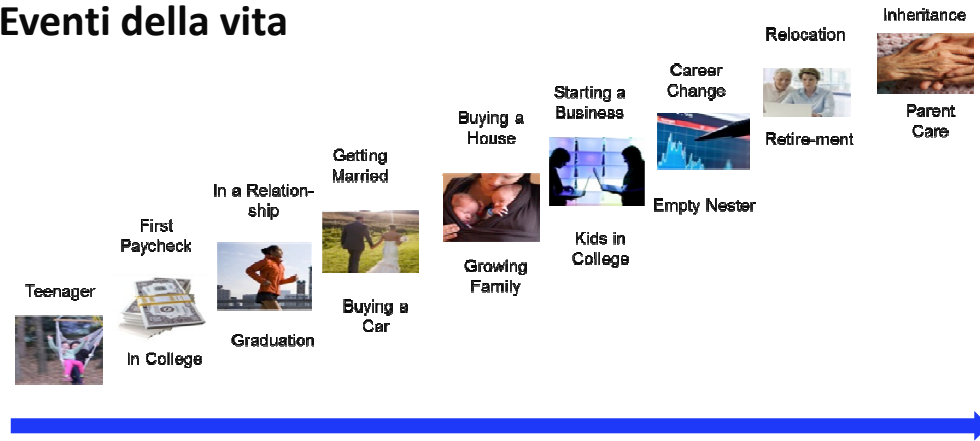 Eventi della vita
Teenager
First
Paycheck
In College
In a Relation-
ship
Graduation
Getting
Married
Buying a
Car
Buying a
House
Growing
Family
Starting a
Business
Kids in
College
Career
Change
Empty Nester
Relocation
Retire-ment
Inheritance
Parent
Care